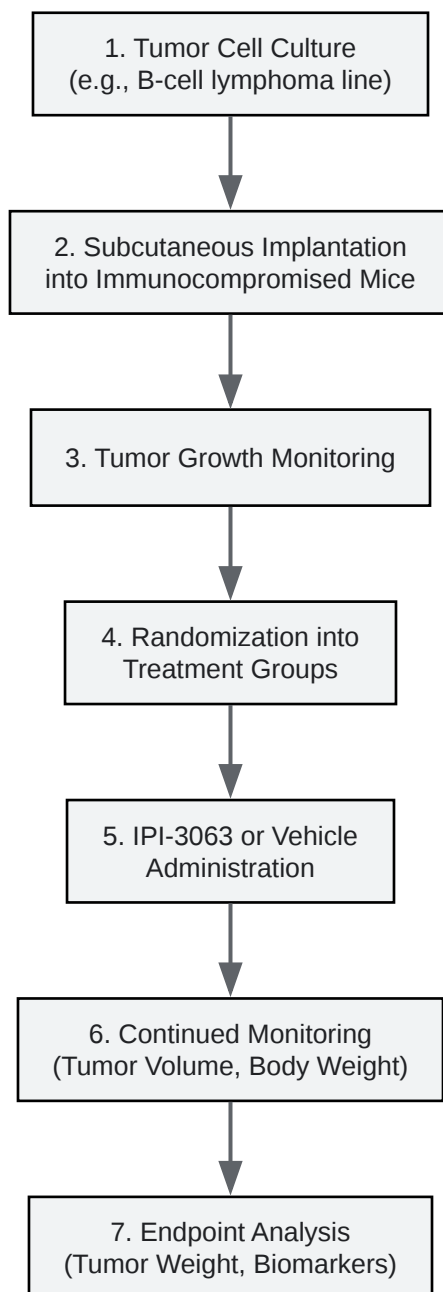 1. Tumor Cell Culture
(e.g., B-cell lymphoma line)
2. Subcutaneous Implantation
into Immunocompromised Mice
3. Tumor Growth Monitoring
4. Randomization into
Treatment Groups
5. IPI-3063 or Vehicle
Administration
6. Continued Monitoring
(Tumor Volume, Body Weight)
7. Endpoint Analysis
(Tumor Weight, Biomarkers)